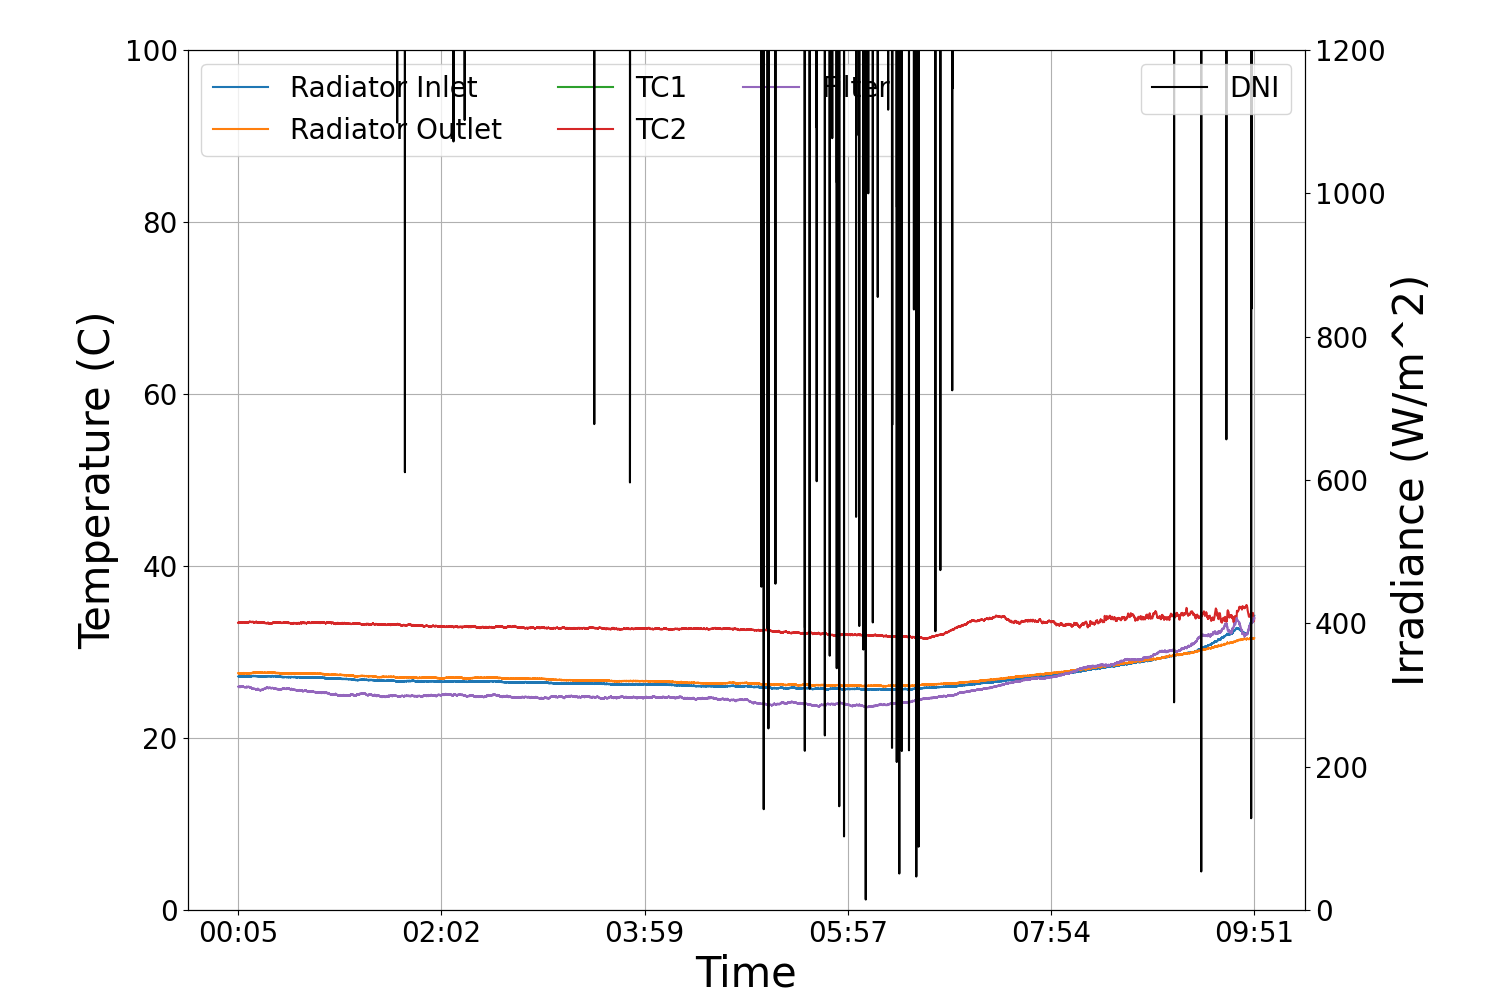 100
80
60
40
20
0
Temperature (C)
Radiator Inlet
Radiator Outlet
TC1
TC2
Filter
DNI
1200
1000
800
600
400
200
0
Irradiance (W/m^2)
00:05
02:02
03:59
05:57
07:54
09:51
Time